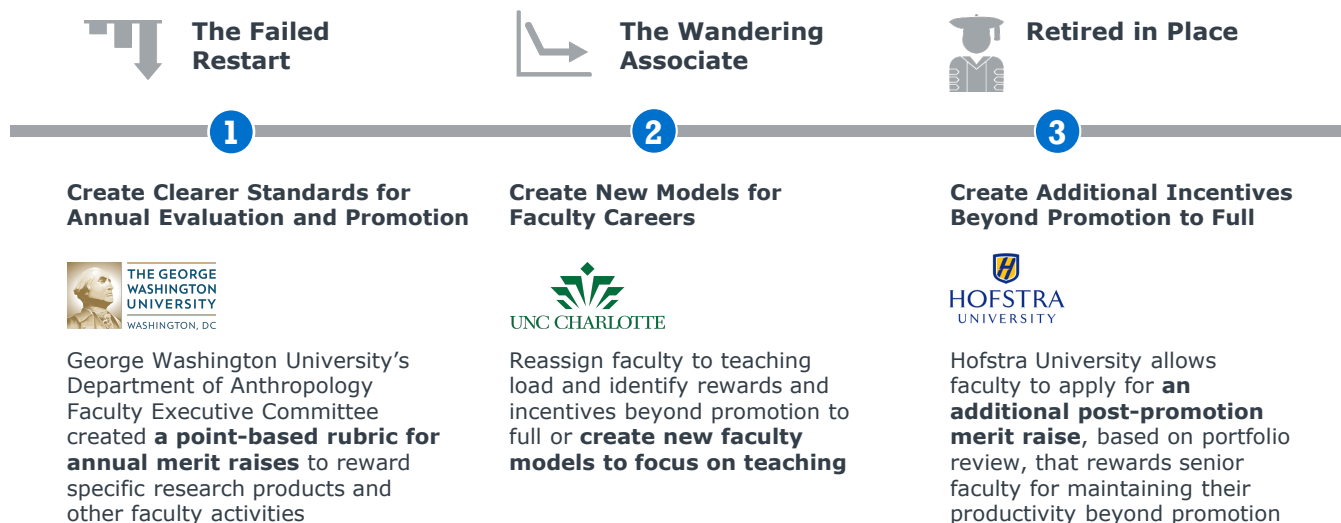 The Failed
Restart
The Wandering
Associate
Retired in Place
1
2
3
Create Clearer Standards for
Annual Evaluation and Promotion
THE GEORGE
WASHINGTON
UNIVERSITY
WASHINGTON, DC
George Washington University’s
Department of Anthropology
Faculty Executive Committee
created a point-based rubric for
annual merit raises to reward
specific research products and
other faculty activities
Create New Models for
Faculty Careers
UNC CHARLOTTE
Reassign faculty to teaching
load and identify rewards and
incentives beyond promotion to
full or create new faculty
models to focus on teaching
Create Additional Incentives
Beyond Promotion to Full
H
HOFSTRA
UNIVERSITY
Hofstra University allows
faculty to apply for an
additional post-promotion
merit raise, based on portfolio
review, that rewards senior
faculty for maintaining their
productivity beyond promotion